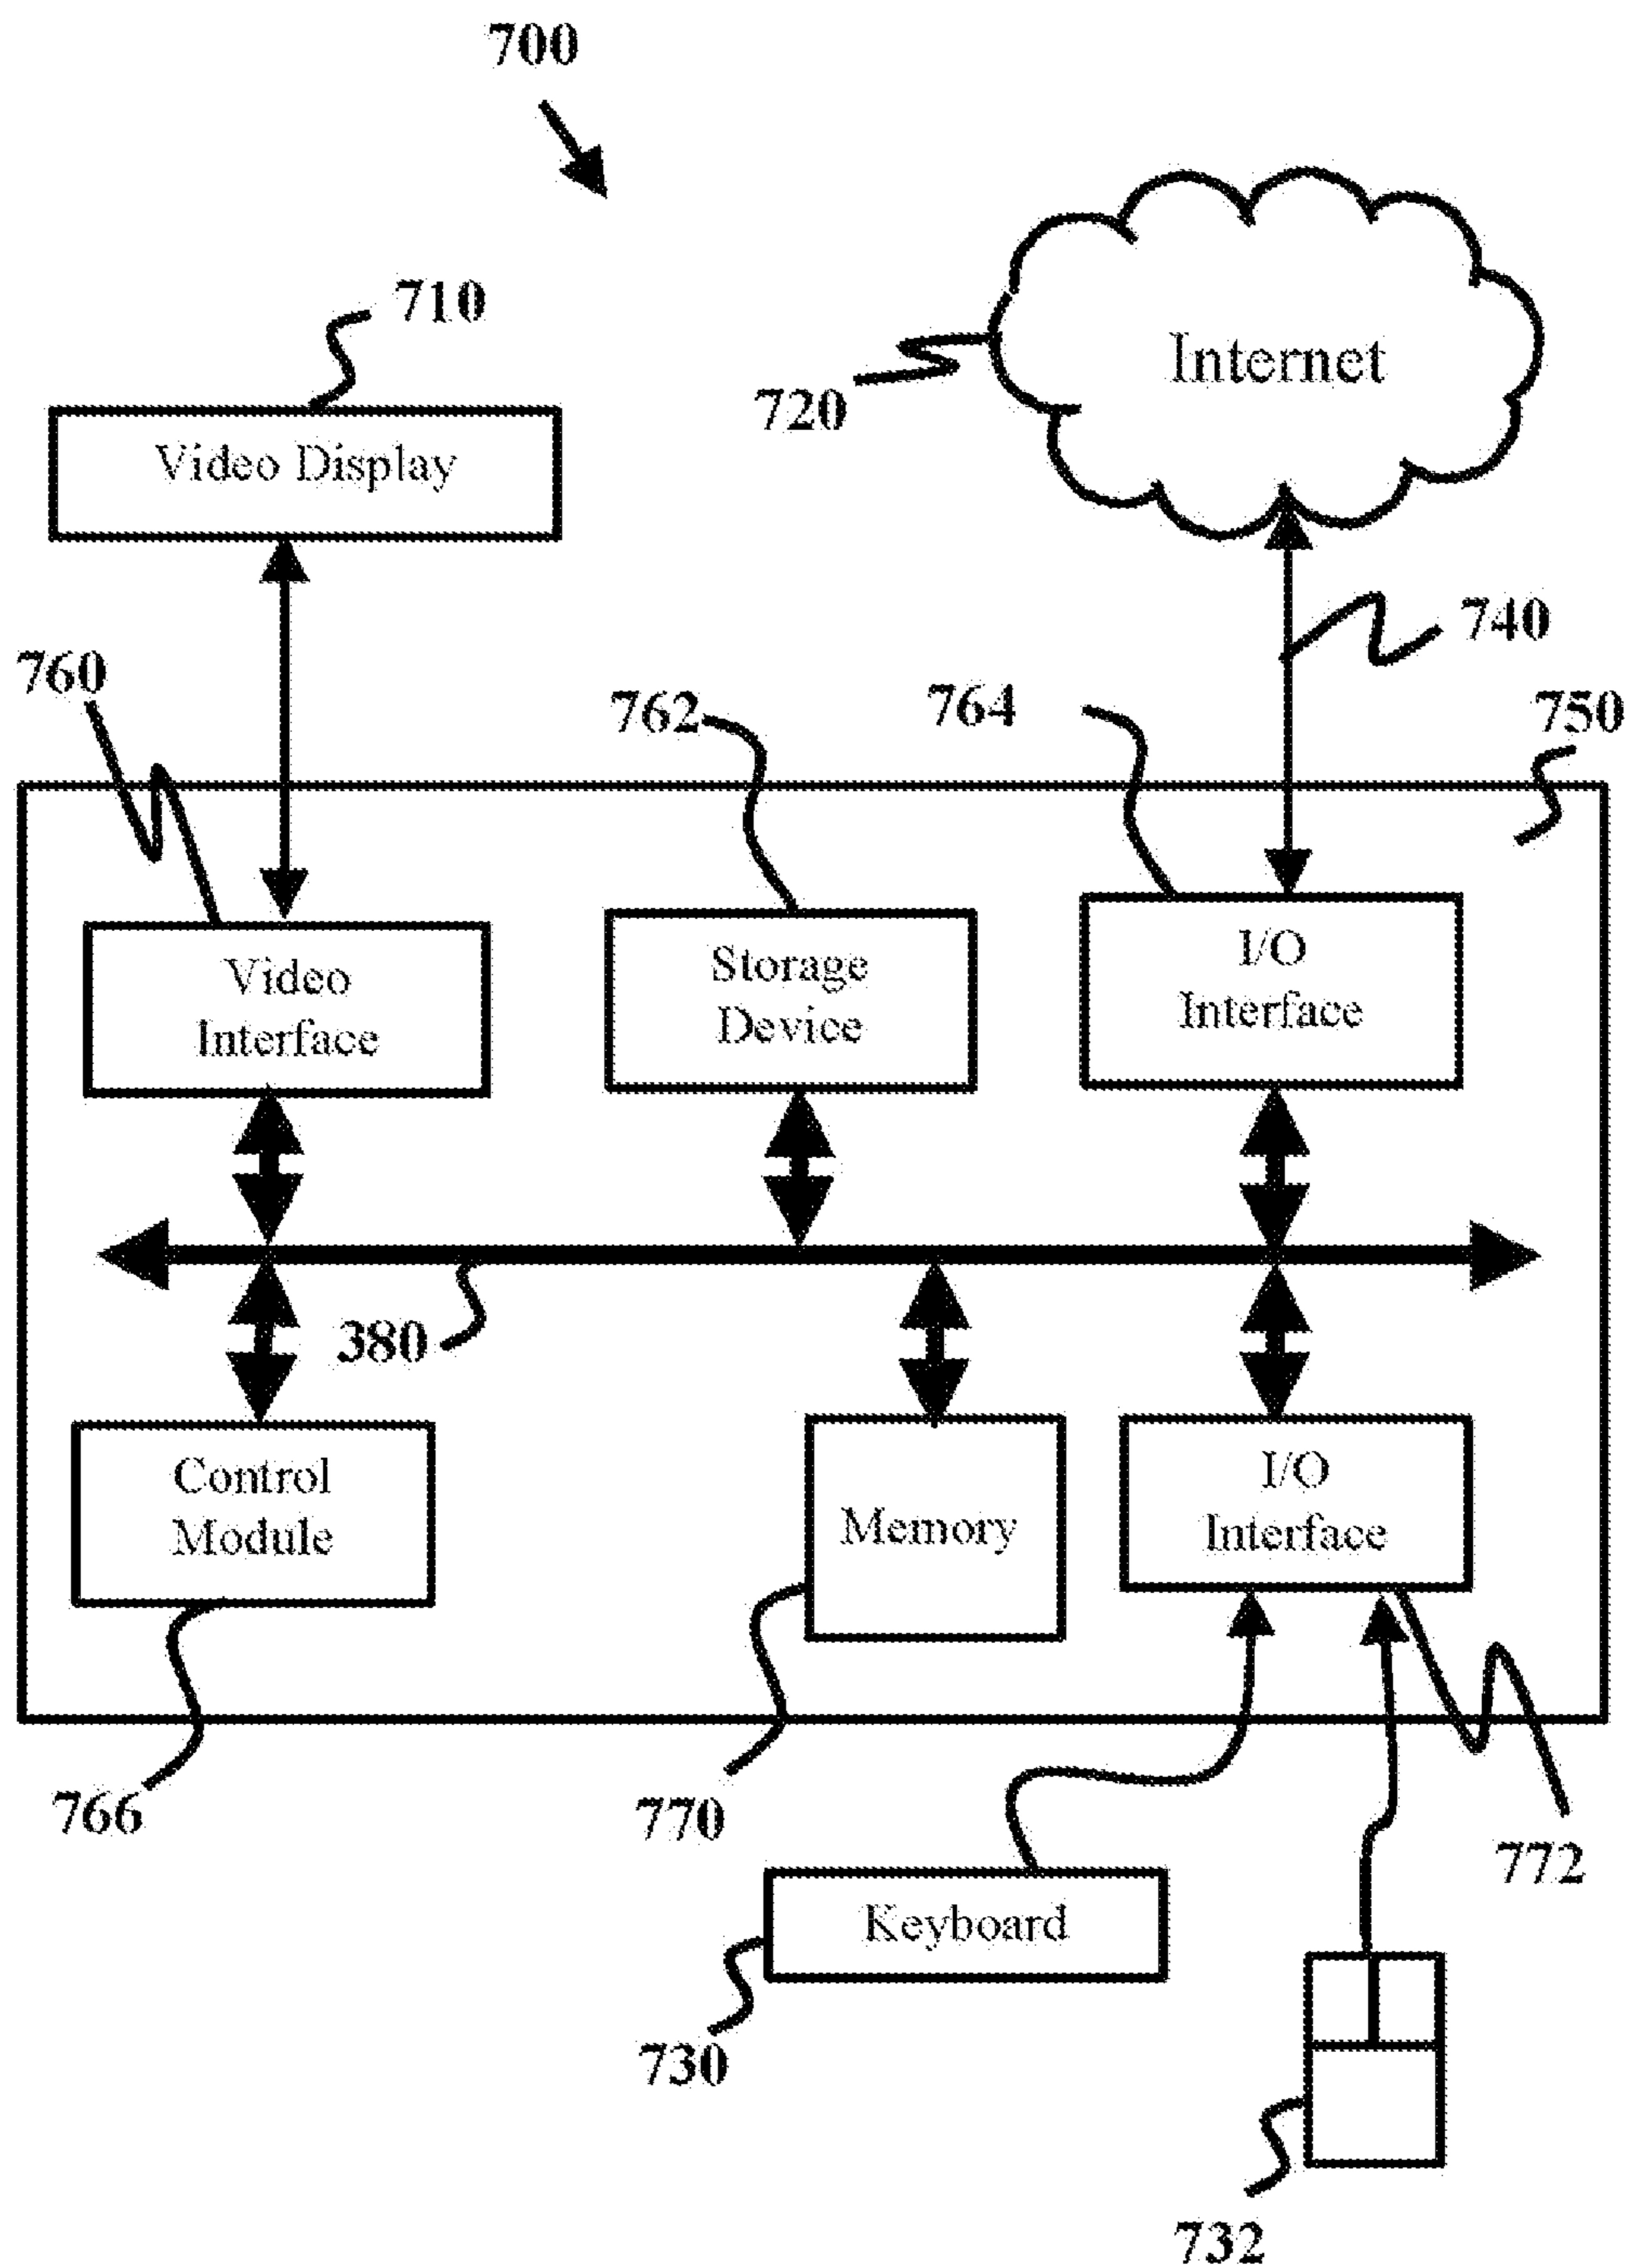 700
710
Internet
720
Video Display
740
760
762
764
750
Video
Interface
Storage
Device
I/O
Interface
380
Control
Module
Memory
I/O
Interface
766
770
772
Keyboard
730
732